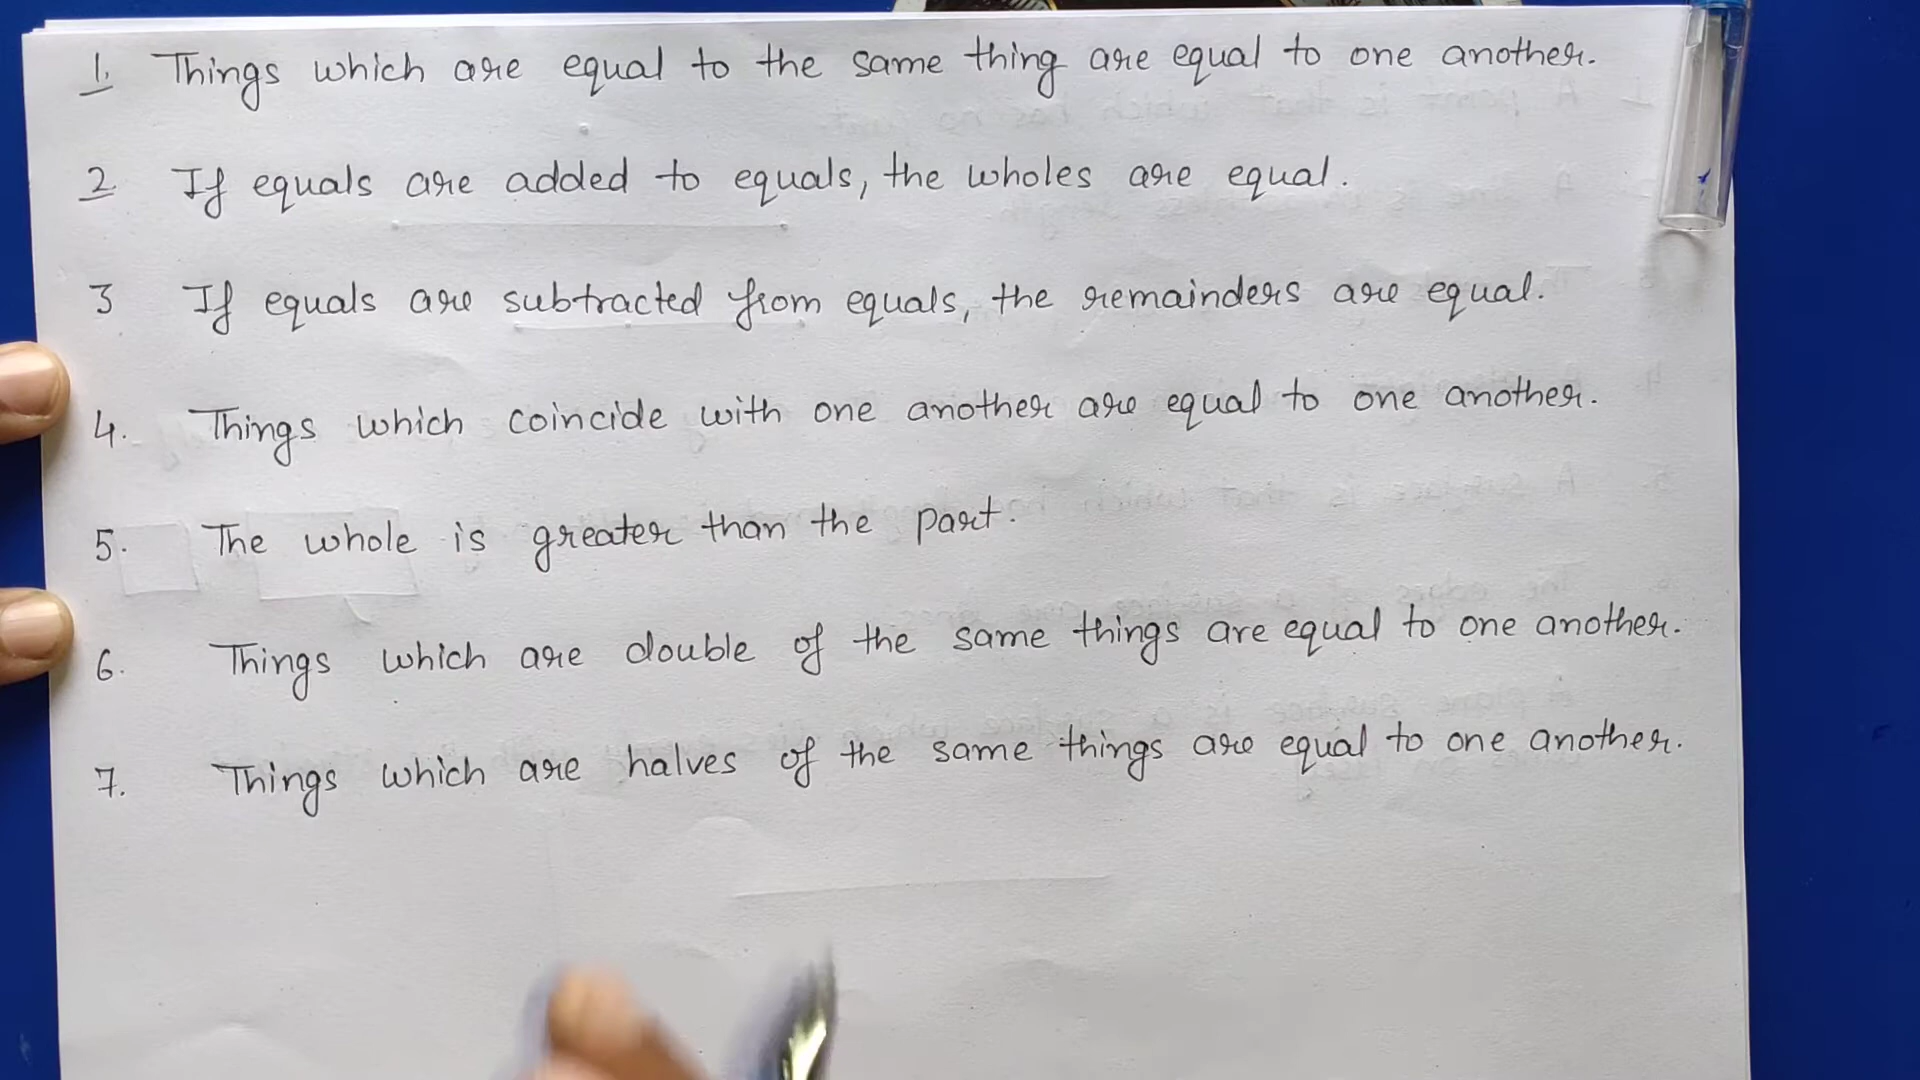 1. Things which are equal to the same thing are equal to one another.
2 If equals are added to equals, the wholes are equal.
3 If equals are subtracted from equals, the remainders are equal.
4. Things which coincide with one another are equal to one another.
5. The whole is greater than the part.
6. Things which are double of the same things are equal to one another.
7. Things which are halves of the same things are equal to one another.